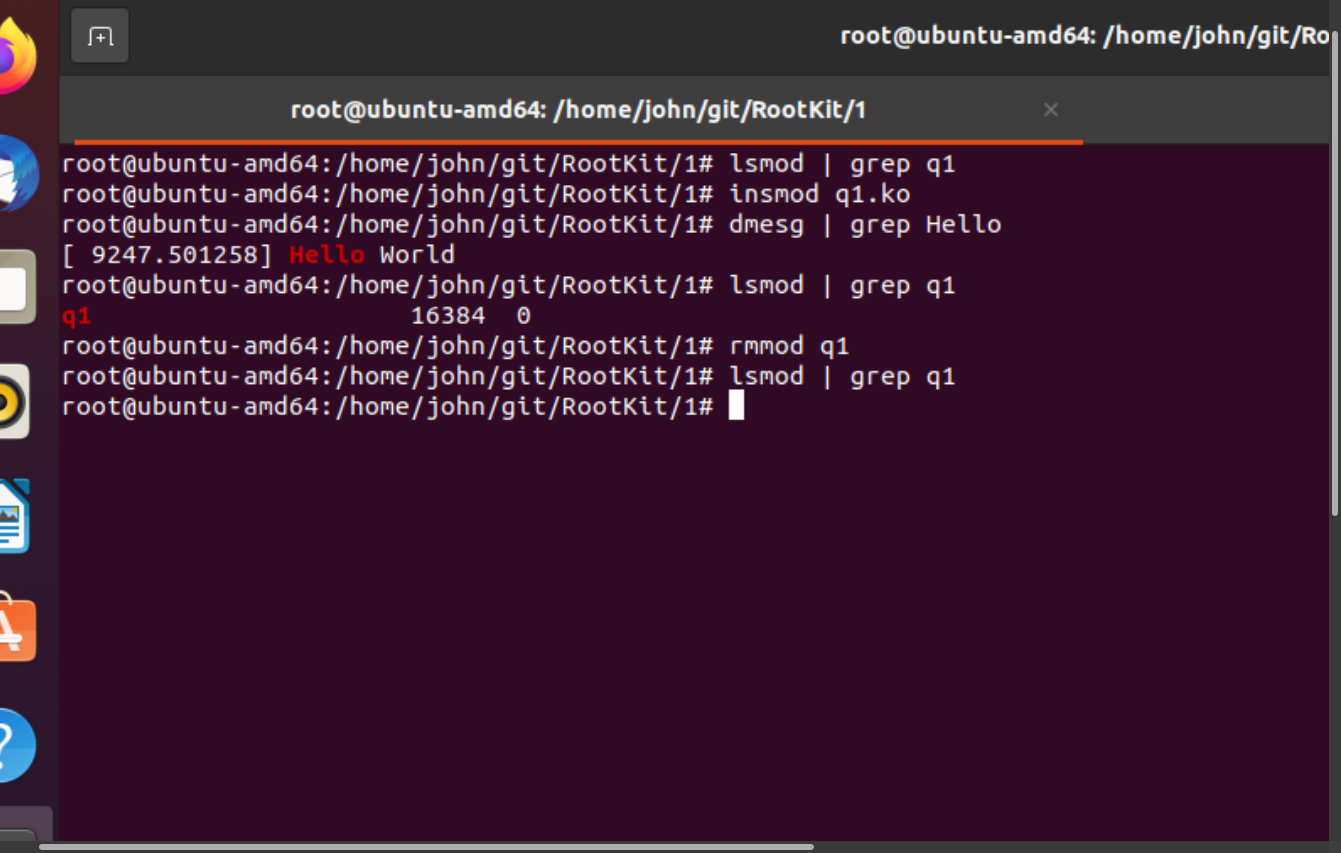 root@ubuntu-amd64: /home/john/git/Ro
root@ubuntu-amd64: /home/john/git/RootKit/1 ×
root@ubuntu-amd64:/home/john/git/RootKit/1# lsmod | grep q1
root@ubuntu-amd64:/home/john/git/RootKit/1# insmod q1.ko
root@ubuntu-amd64:/home/john/git/RootKit/1# dmesg | grep Hello
[ 9247.501258] Hello World
root@ubuntu-amd64:/home/john/git/RootKit/1# lsmod | grep q1
q1                     16384  0
root@ubuntu-amd64:/home/john/git/RootKit/1# rmmod q1
root@ubuntu-amd64:/home/john/git/RootKit/1# lsmod | grep q1
root@ubuntu-amd64:/home/john/git/RootKit/1#